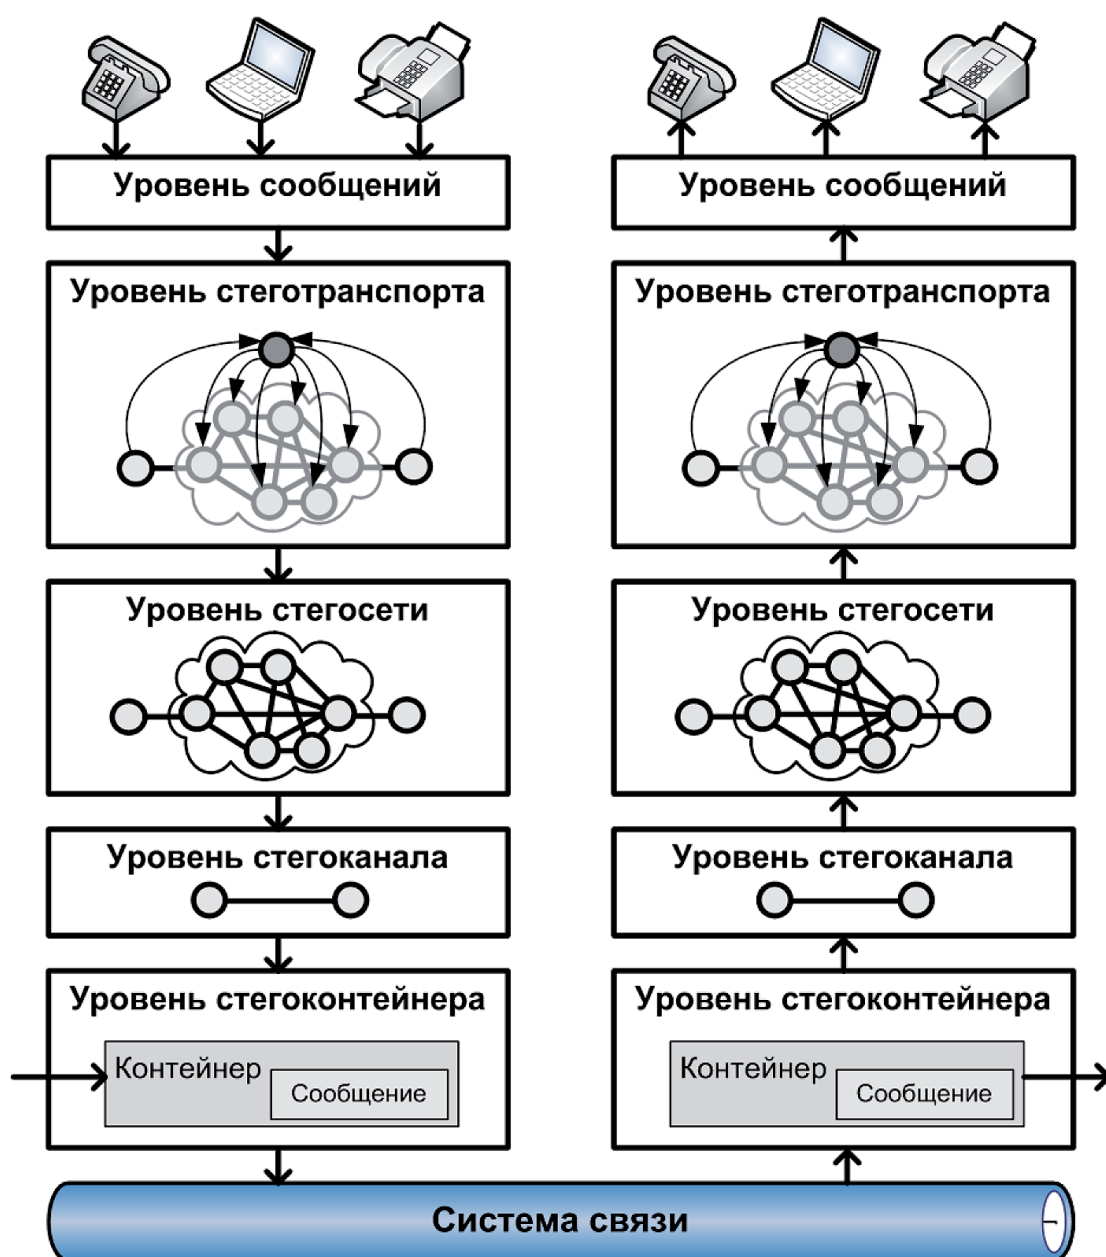 Уровень сообщений
Уровень стеготранспорта
Уровень стегосети
Уровень стегоканала
Уровень стегоконтейнера
Контейнер
Сообщение
Уровень сообщений
Уровень стеготранспорта
Уровень стегосети
Уровень стегоканала
Уровень стегоконтейнера
Контейнер
Сообщение
Система связи